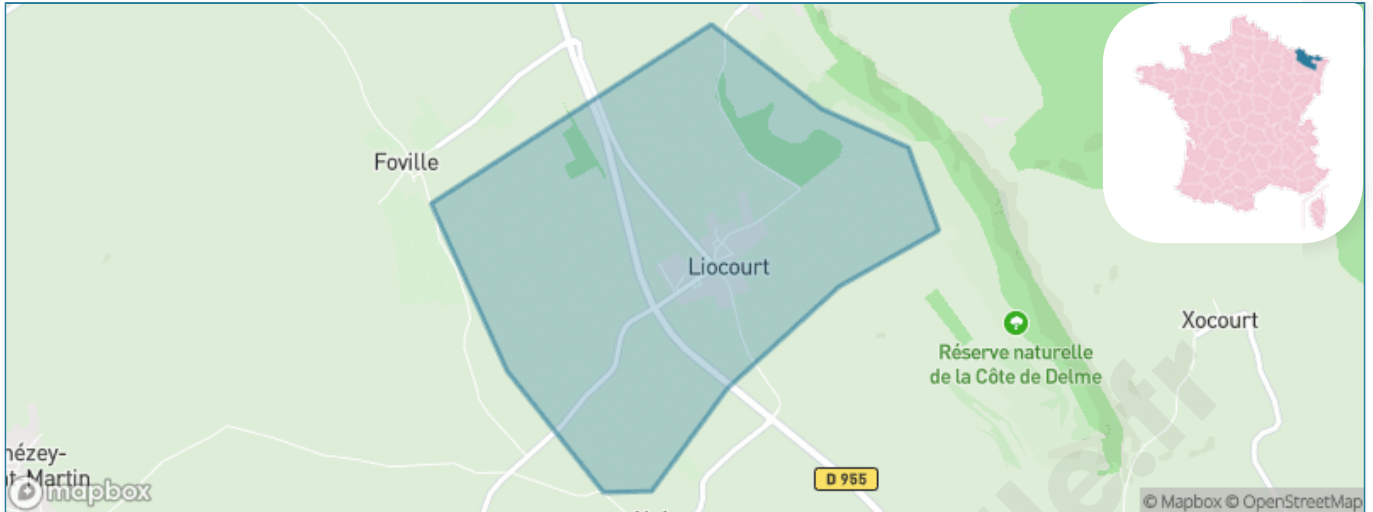 Foville
Liocourt
Xocourt
Réserve naturelle
de la Côte de Delme
D 955
mapbox
© Mapbox © OpenStreetMap